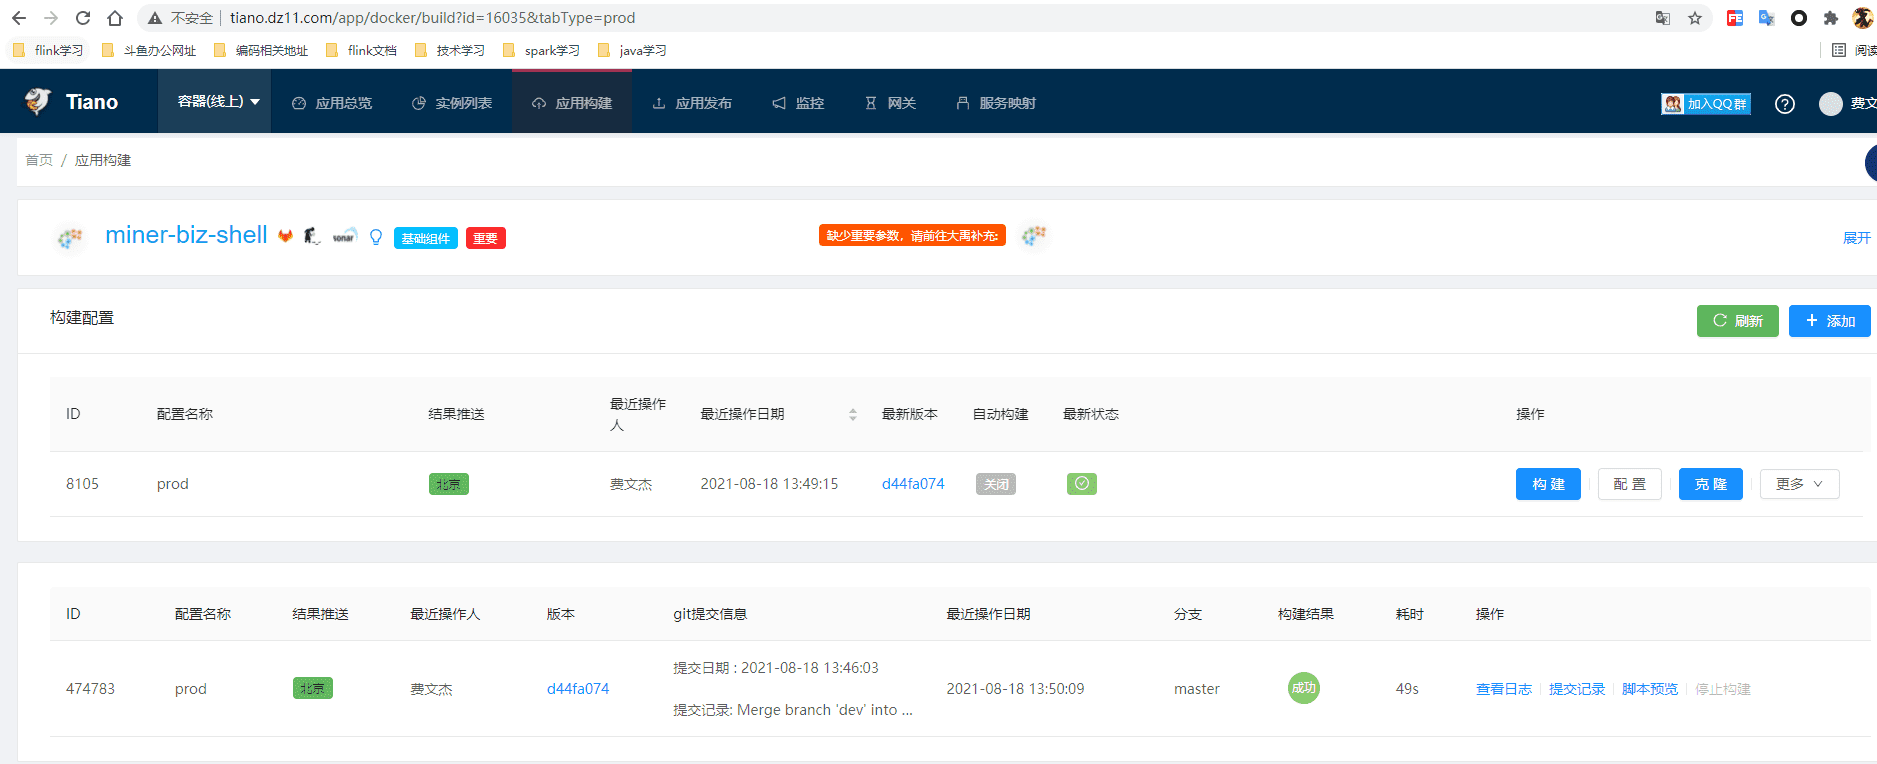 不安全 tiano.dz11.com/app/docker/build?id=16035&tabType=prod
flink学习 斗鱼办公网址 编码相关地址 flink文档 技术学习 spark学习 java学习
Tiano 容器(线上) 应用总览 实例列表 应用构建 应用发布 监控 网关 服务映射 加入QQ群
首页 / 应用构建
miner-biz-shell sonar 基础组件 重要 缺少重要参数，请前往大禹补充: 展开
构建配置 刷新 添加
ID 配置名称 结果推送 最近操作人 最近操作日期 最新版本 自动构建 最新状态 操作
8105 prod 北京 费文杰 2021-08-18 13:49:15 d44fa074 关闭 构建 配置 克隆 更多
ID 配置名称 结果推送 最近操作人 版本 git提交信息 最近操作日期 分支 构建结果 耗时 操作
提交日期 : 2021-08-18 13:46:03
474783 prod 北京 费文杰 d44fa074 2021-08-18 13:50:09 master 成功 49s 查看日志 提交记录 脚本预览 停止构建
提交记录: Merge branch 'dev' into ...